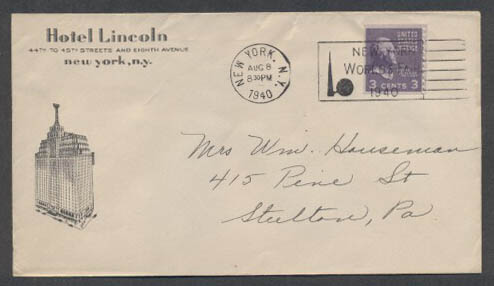 Hotel Lincoln
44TH TO 45TH STREETS AND EIGHTH AVENUE
new york, n.y.
NEW YORK, N.Y.
AUG 8
8:30PM
1940
NEW YORK
WORLD'S FAIR
1940
UNITED STATES
3 CENTS 3
Mrs Wm. Houseman
415 Pine St
Steelton, Pa